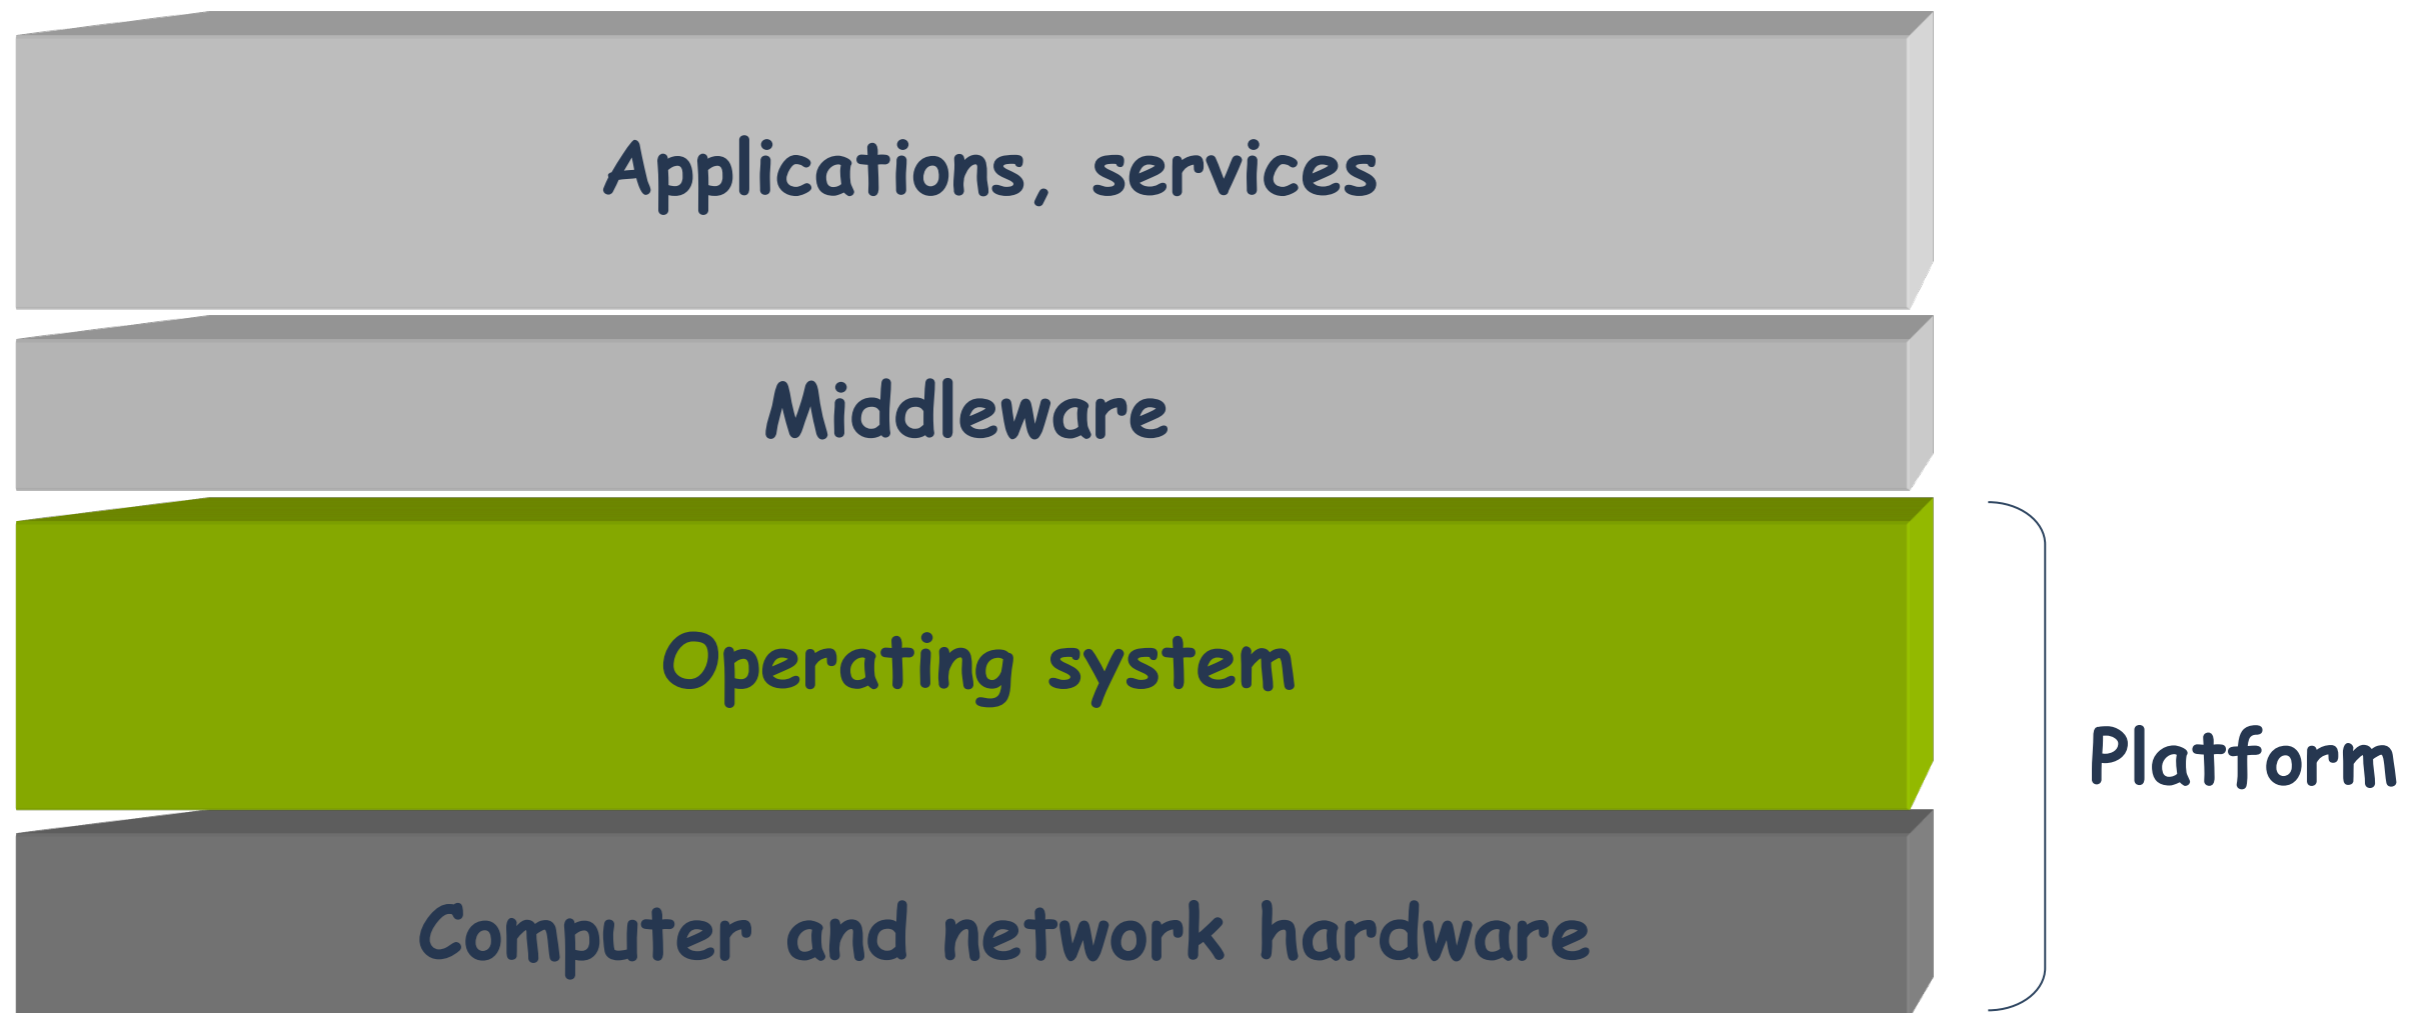 Applications, services
Middleware
Operating system
Platform
Computer and network hardware